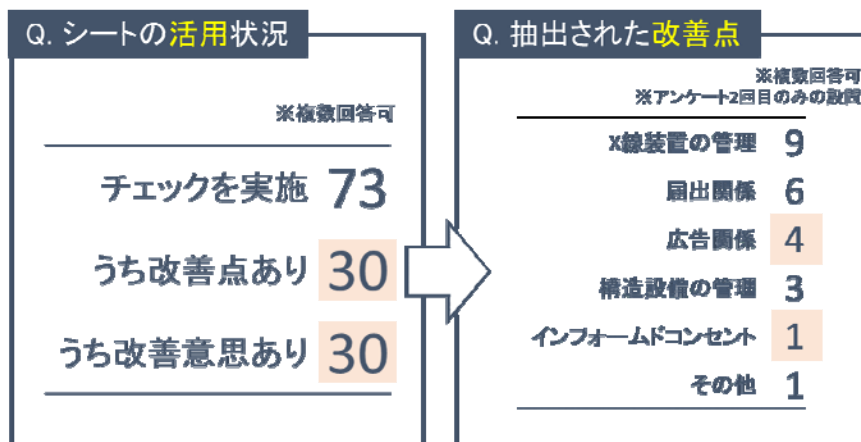 Q. シートの活用状況
※複数回答可
チェックを実施 73
うち改善点あり 30
うち改善意思あり 30
Q. 抽出された改善点
※複数回答可
※アンケート2回目のみの設問
X線装置の管理 9
届出関係 6
広告関係 4
構造設備の管理 3
インフォームドコンセント 1
その他 1